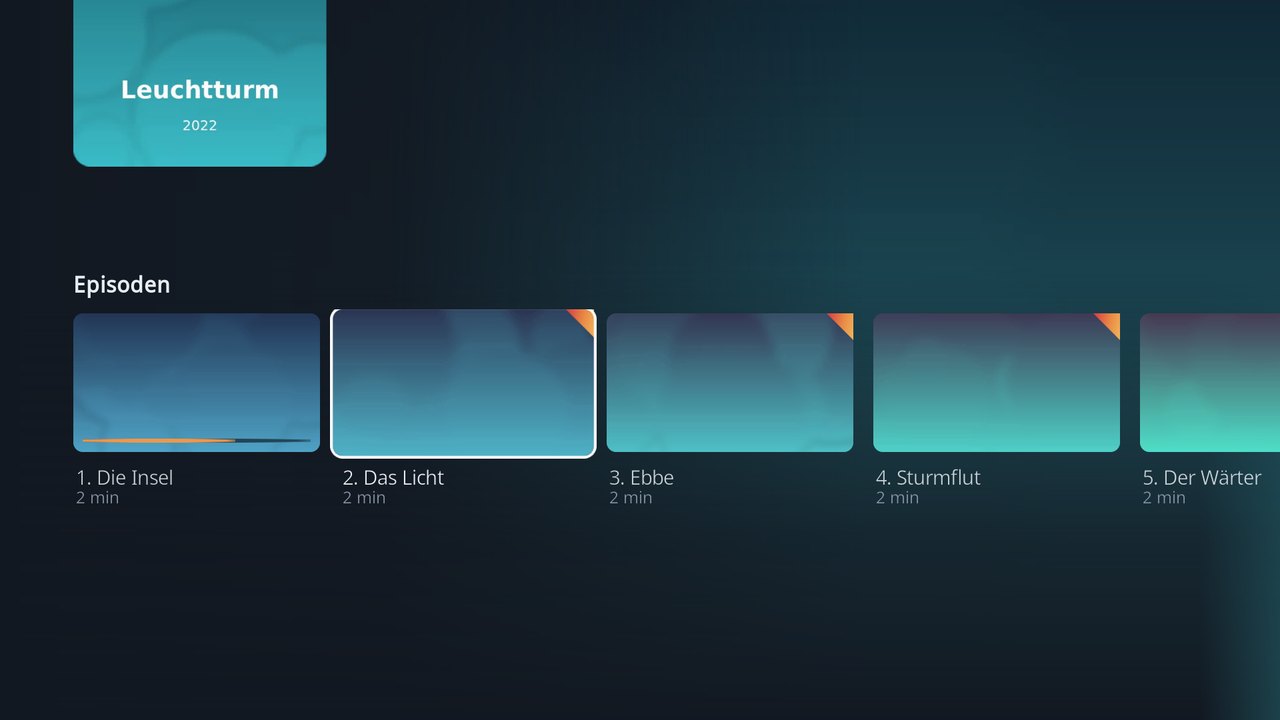 Leuchtturm
2022
Episoden
1. Die Insel
2 min
2. Das Licht
2 min
3. Ebbe
2 min
4. Sturmflut
2 min
5. Der Wärter
2 min